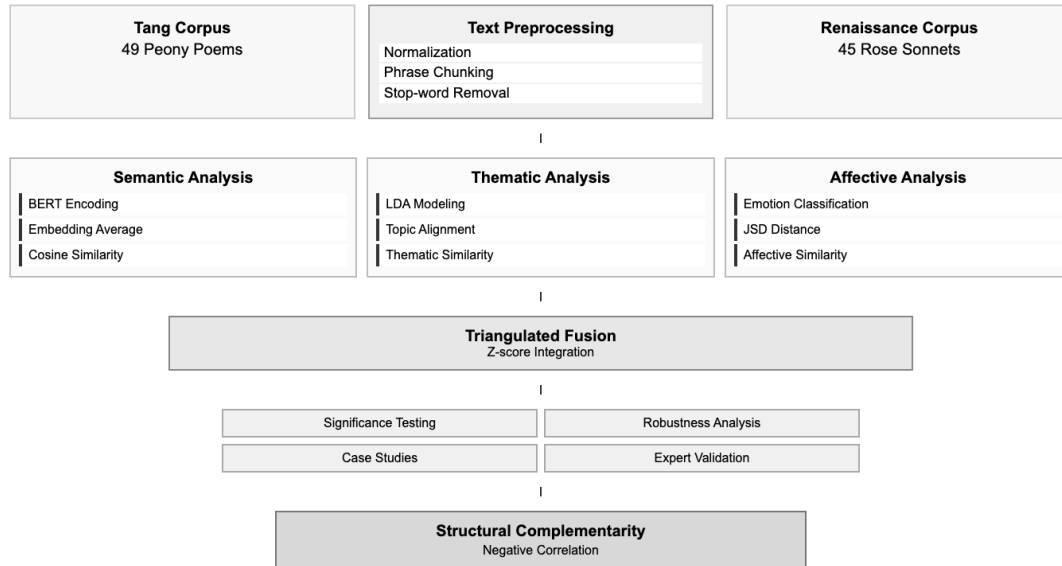 Tang Corpus
49 Peony Poems
Text Preprocessing
Normalization
Phrase Chunking
Stop-word Removal
Renaissance Corpus
45 Rose Sonnets
Semantic Analysis
BERT Encoding
Embedding Average
Cosine Similarity
Thematic Analysis
LDA Modeling
Topic Alignment
Thematic Similarity
Affective Analysis
Emotion Classification
JSD Distance
Affective Similarity
Triangulated Fusion
Z-score Integration
Significance Testing
Robustness Analysis
Case Studies
Expert Validation
Structural Complementarity
Negative Correlation